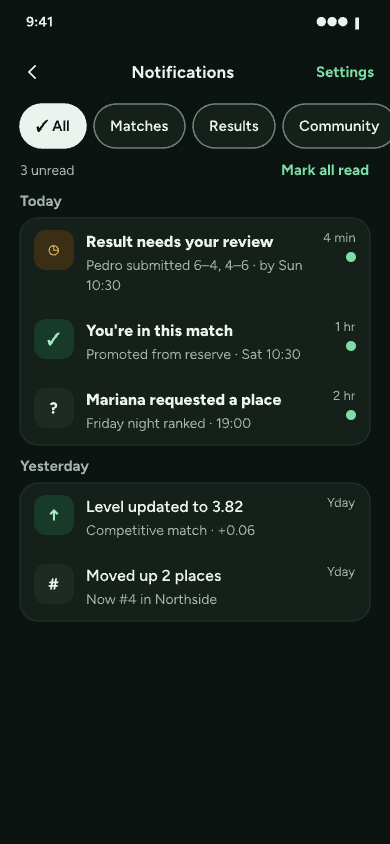 9:41
Notifications
Settings
✓ All
Matches
Results
Community
3 unread
Mark all read
Today
Result needs your review
4 min
Pedro submitted 6–4, 4–6 · by Sun
10:30
✓
You're in this match
1 hr
Promoted from reserve · Sat 10:30
?
Mariana requested a place
2 hr
Friday night ranked · 19:00
Yesterday
↑
Level updated to 3.82
Yday
Competitive match · +0.06
#
Moved up 2 places
Yday
Now #4 in Northside